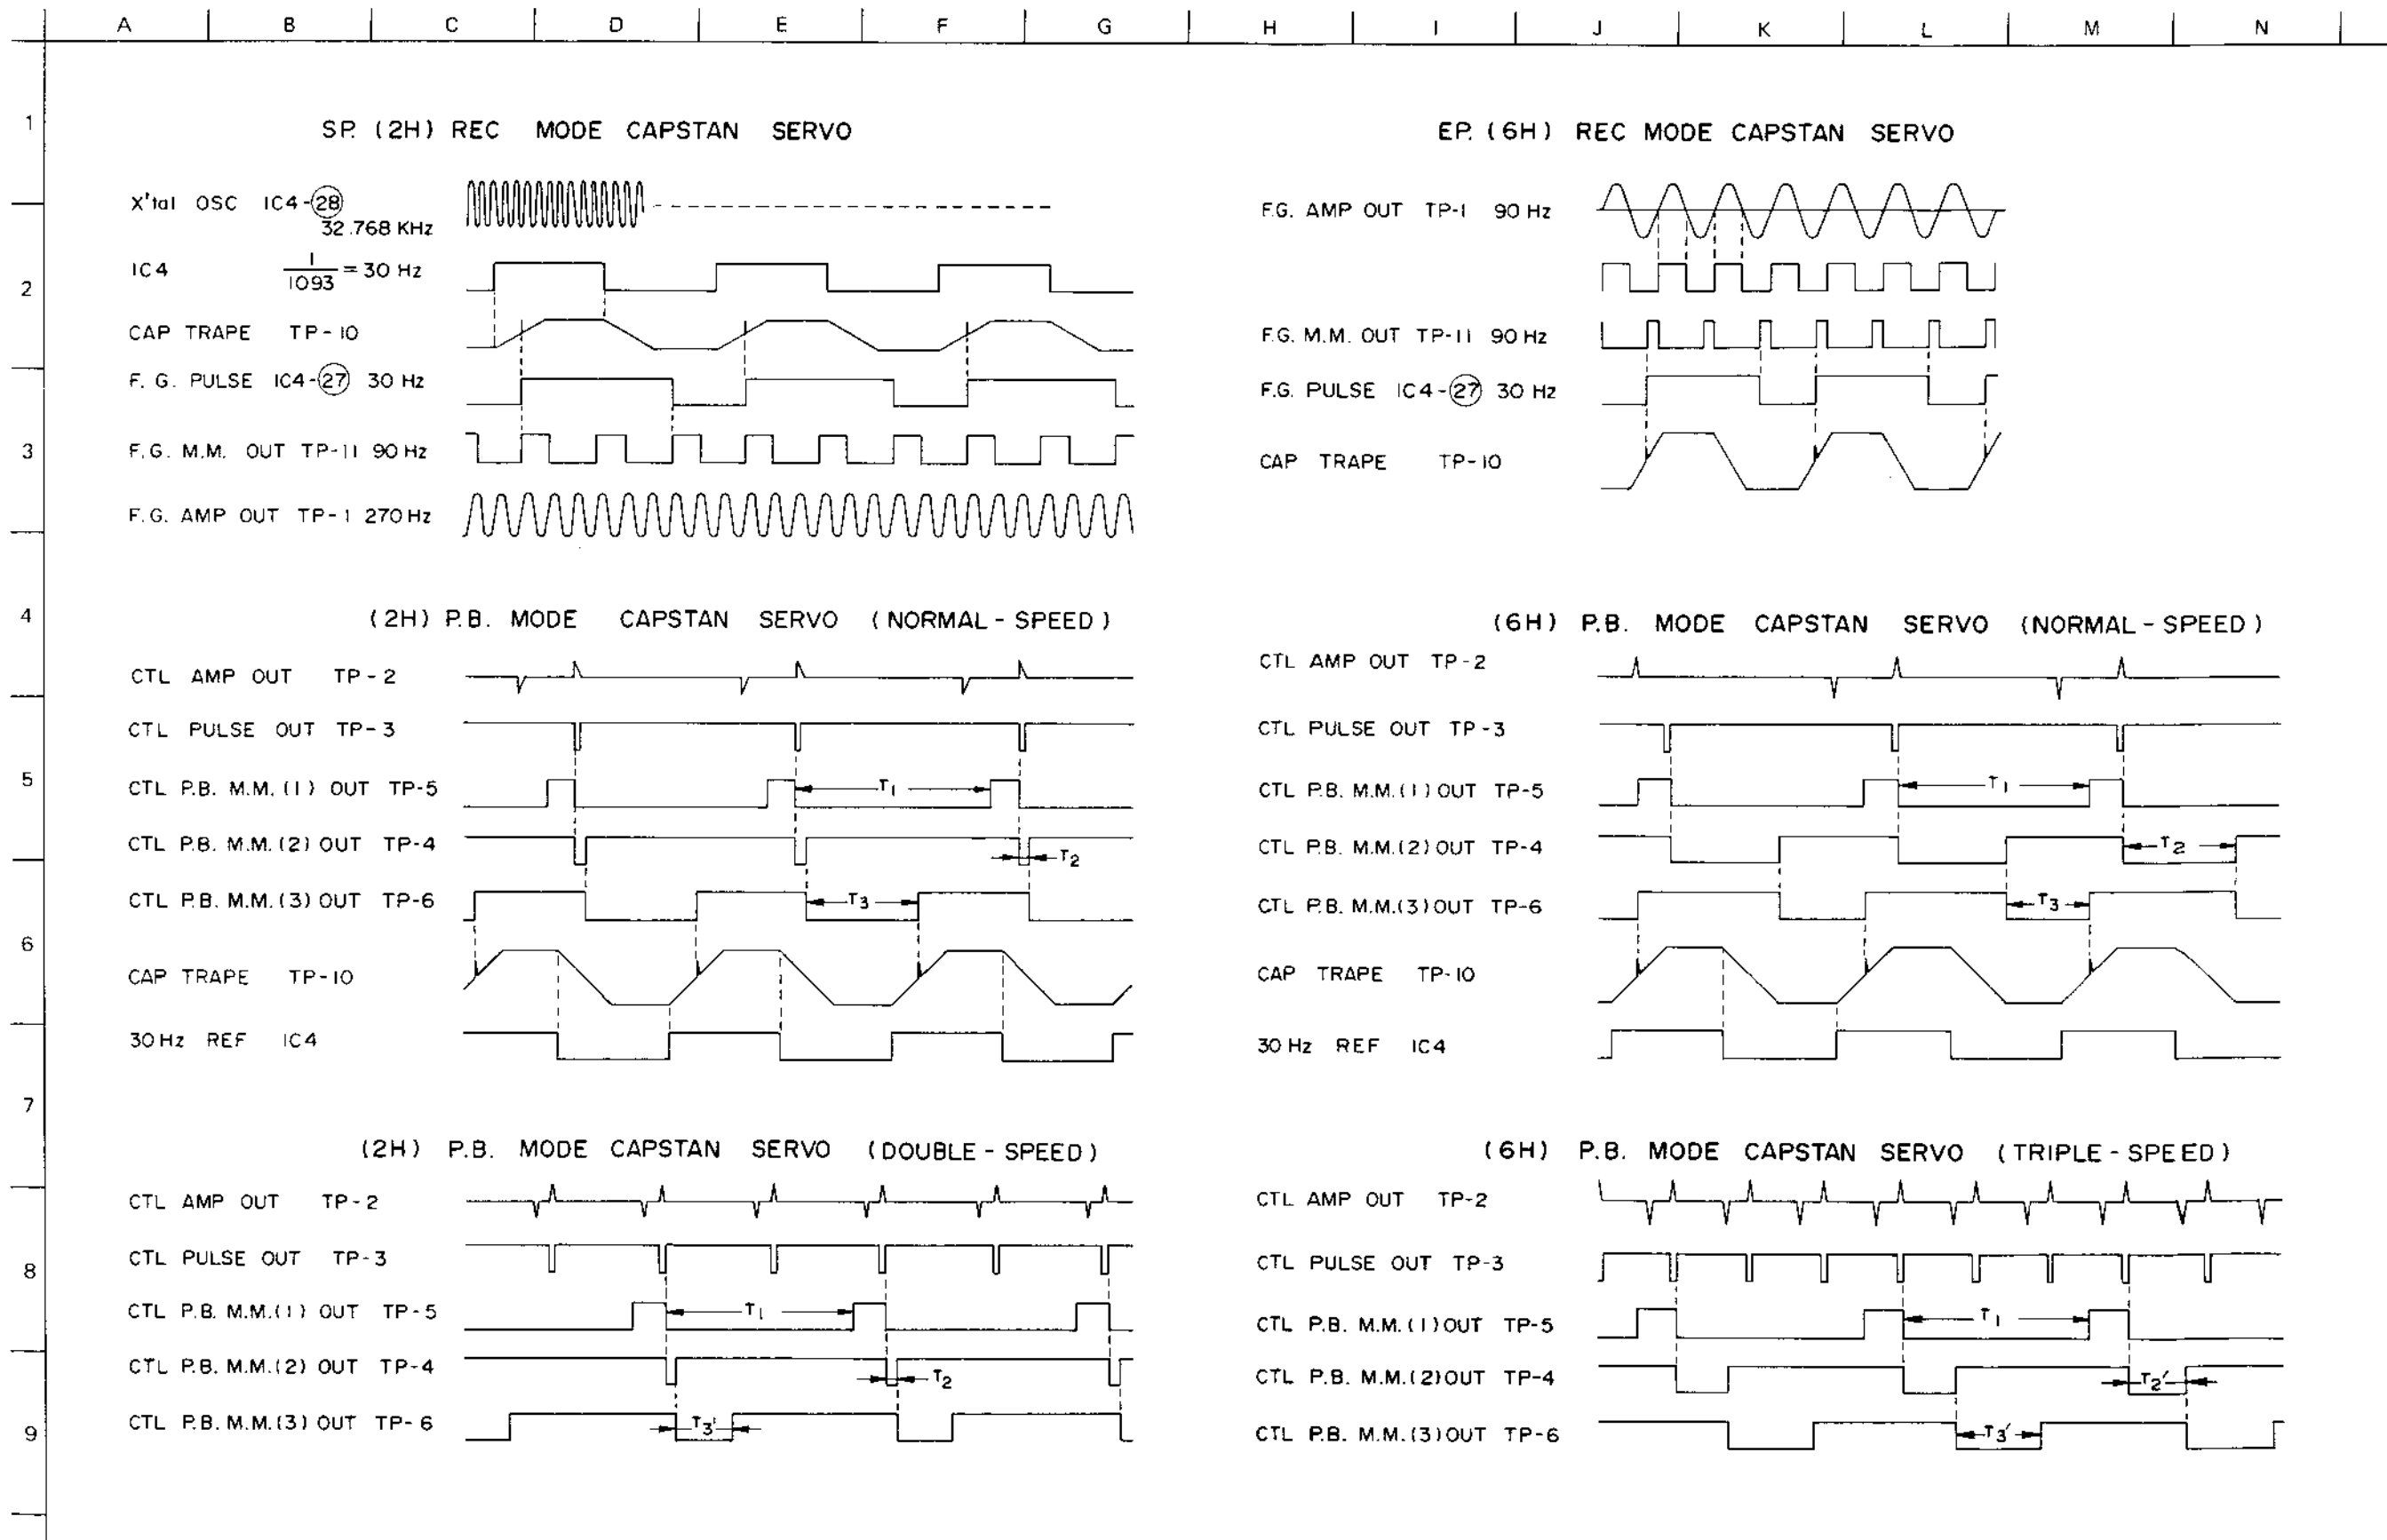 A B C D E F G H I J K L M N
1
SP. (2H) REC MODE CAPSTAN SERVO
X'tal OSC IC4-28
32.768 KHz
IC4 1/1093 = 30 Hz
2
CAP TRAPE TP-10
F. G. PULSE IC4-27 30 Hz
F.G. M.M. OUT TP-11 90 Hz
3
F.G. AMP OUT TP-1 270 Hz
EP. (6H) REC MODE CAPSTAN SERVO
F.G. AMP OUT TP-1 90 Hz
F.G. M.M. OUT TP-11 90 Hz
F.G. PULSE IC4-27 30 Hz
CAP TRAPE TP-10
4
(2H) P.B. MODE CAPSTAN SERVO (NORMAL-SPEED)
CTL AMP OUT TP-2
CTL PULSE OUT TP-3
5
CTL P.B. M.M.(1) OUT TP-5
T1
CTL P.B. M.M.(2) OUT TP-4
T2
CTL P.B. M.M.(3) OUT TP-6
T3
6
CAP TRAPE TP-10
30 Hz REF IC4
(6H) P.B. MODE CAPSTAN SERVO (NORMAL-SPEED)
CTL AMP OUT TP-2
CTL PULSE OUT TP-3
CTL P.B. M.M.(1) OUT TP-5
T1
CTL P.B. M.M.(2) OUT TP-4
T2
CTL P.B. M.M.(3) OUT TP-6
T3
CAP TRAPE TP-10
30 Hz REF IC4
7
(2H) P.B. MODE CAPSTAN SERVO (DOUBLE-SPEED)
CTL AMP OUT TP-2
CTL PULSE OUT TP-3
8
CTL P.B. M.M.(1) OUT TP-5
T1
CTL P.B. M.M.(2) OUT TP-4
T2
CTL P.B. M.M.(3) OUT TP-6
T3'
9
(6H) P.B. MODE CAPSTAN SERVO (TRIPLE-SPEED)
CTL AMP OUT TP-2
CTL PULSE OUT TP-3
CTL P.B. M.M.(1) OUT TP-5
T1
CTL P.B. M.M.(2) OUT TP-4
T2'
CTL P.B. M.M.(3) OUT TP-6
T3'